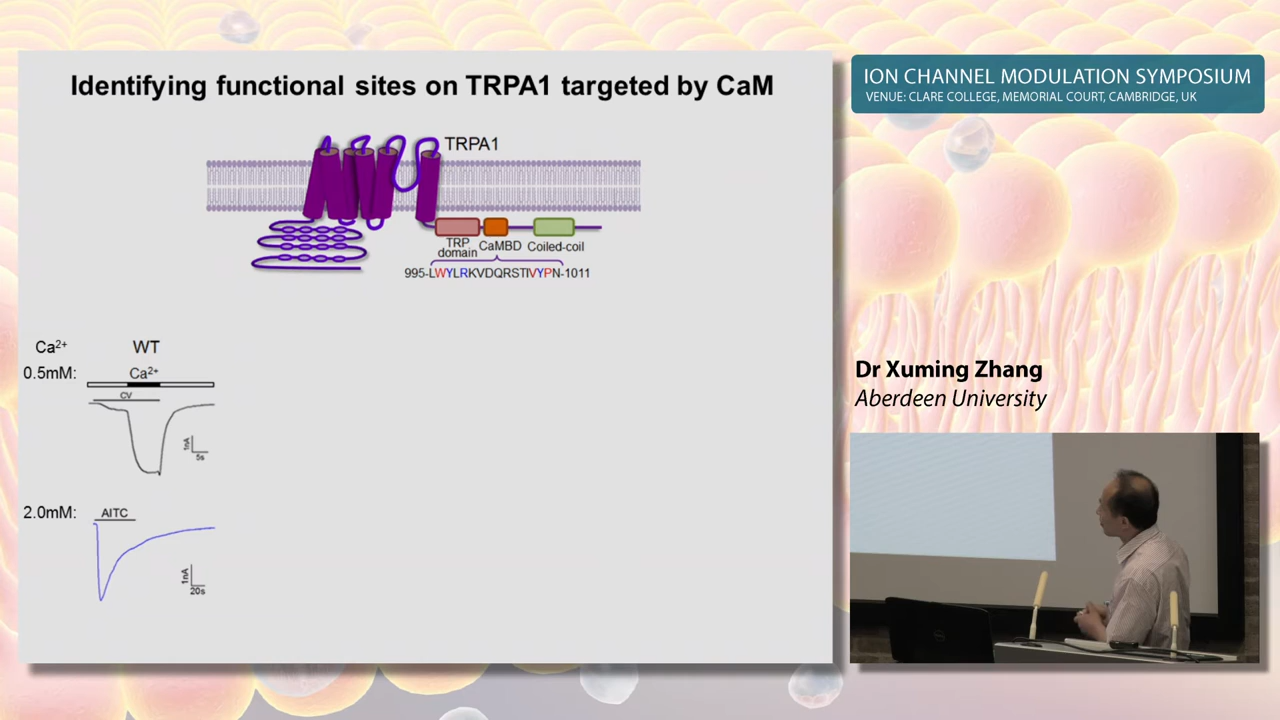 Identifying functional sites on TRPA1 targeted by CaM
TRPA1
TRP domain
CaMBD
Coiled-coil
995-LWYLRKVDQRSTIVYPN-1011
Ca²⁺
WT
0.5mM:
Ca²⁺
CV
1nA
5s
2.0mM:
AITC
1nA
20s
ION CHANNEL MODULATION SYMPOSIUM
VENUE: CLARE COLLEGE, MEMORIAL COURT, CAMBRIDGE, UK
Dr Xuming Zhang
Aberdeen University